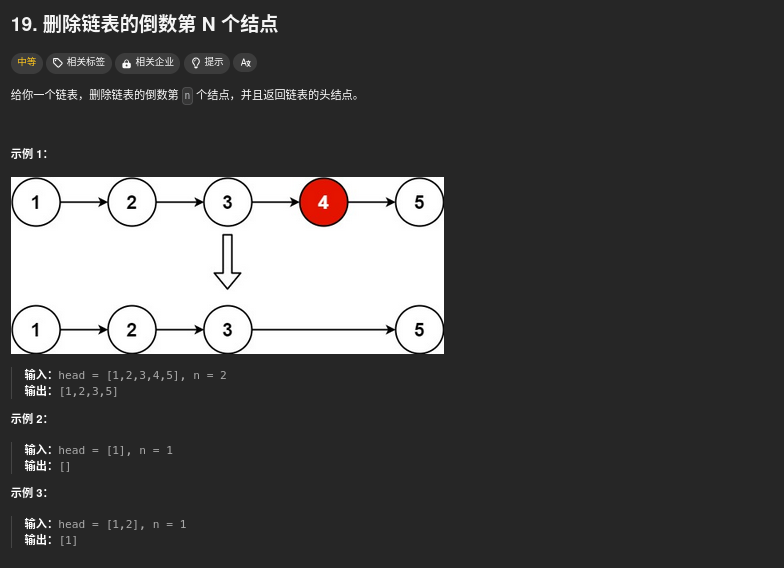 19. 删除链表的倒数第 N 个结点
中等 相关标签 相关企业 提示 Aあ
给你一个链表，删除链表的倒数第 n 个结点，并且返回链表的头结点。
示例 1：
1 2 3 4 5
1 2 3 5
输入：head = [1,2,3,4,5], n = 2
输出：[1,2,3,5]
示例 2：
输入：head = [1], n = 1
输出：[]
示例 3：
输入：head = [1,2], n = 1
输出：[1]